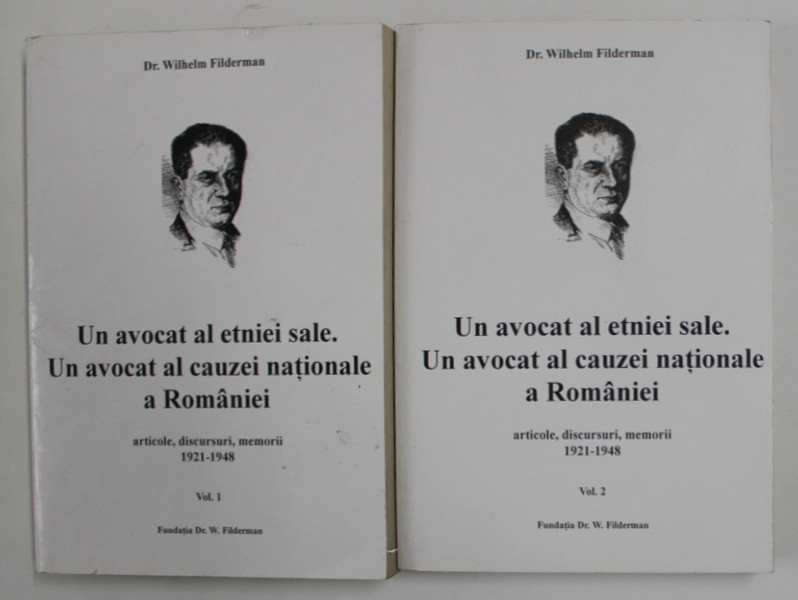 Dr. Wilhelm Filderman
Un avocat al etniei sale.
Un avocat al cauzei naționale
a României
articole, discursuri, memorii
1921-1948
Vol. 1
Fundația Dr. W. Filderman
Dr. Wilhelm Filderman
Un avocat al etniei sale.
Un avocat al cauzei naționale
a României
articole, discursuri, memorii
1921-1948
Vol. 2
Fundația Dr. W. Filderman